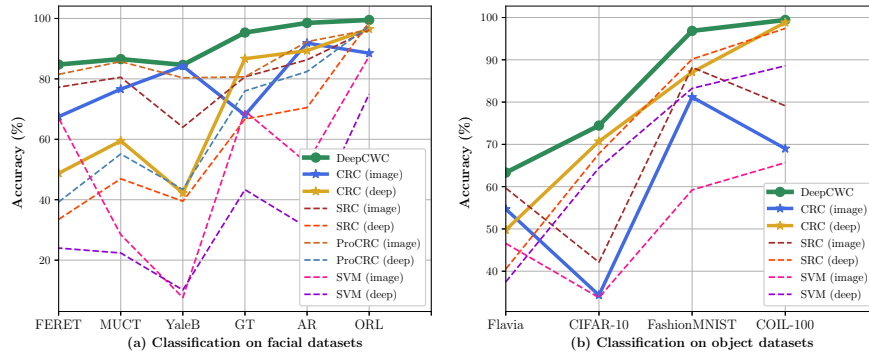 100
80
60
40
20
Accuracy (%)
DeepCWC
CRC (image)
CRC (deep)
SRC (image)
SRC (deep)
ProCRC (image)
ProCRC (deep)
SVM (image)
SVM (deep)
FERET MUCT YaleB GT AR ORL
(a) Classification on facial datasets
100
90
80
70
60
50
40
Accuracy (%)
DeepCWC
CRC (image)
CRC (deep)
SRC (image)
SRC (deep)
SVM (image)
SVM (deep)
Flavia CIFAR-10 FashionMNIST COIL-100
(b) Classification on object datasets